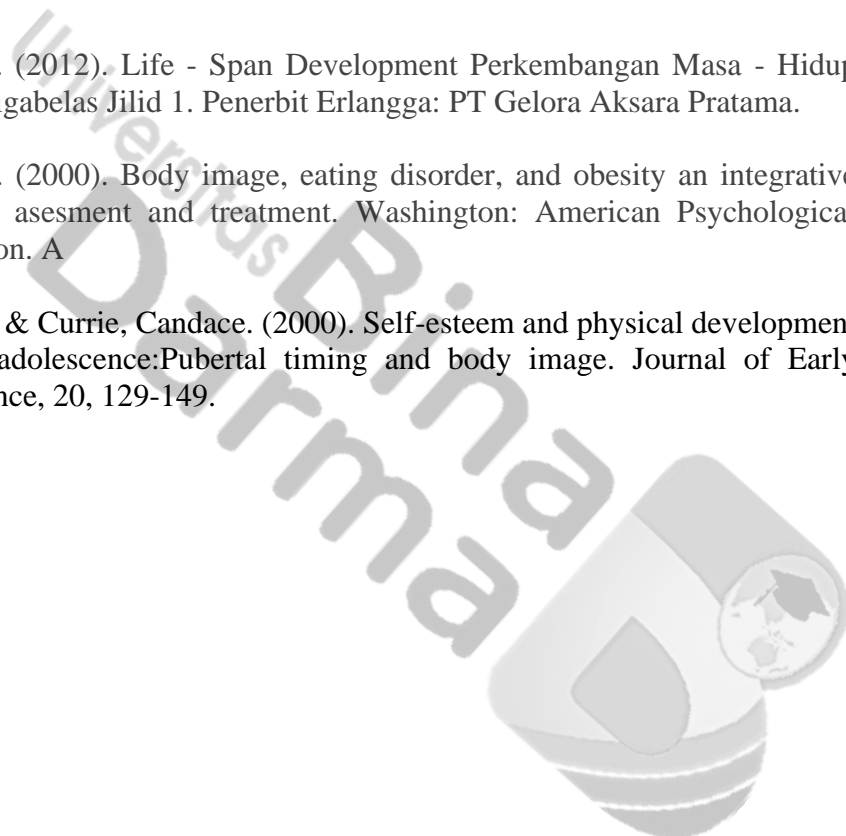 . (2012). Life - Span Development Perkembangan Masa - Hidup
gabelas Jilid 1. Penerbit Erlangga: PT Gelora Aksara Pratama.
. (2000). Body image, eating disorder, and obesity an integrative
asesment and treatment. Washington: American Psychologica
on. A
& Currie, Candace. (2000). Self-esteem and physical developmen
adolescence:Pubertal timing and body image. Journal of Early
nce, 20, 129-149.
Universitas
Bina
Darma